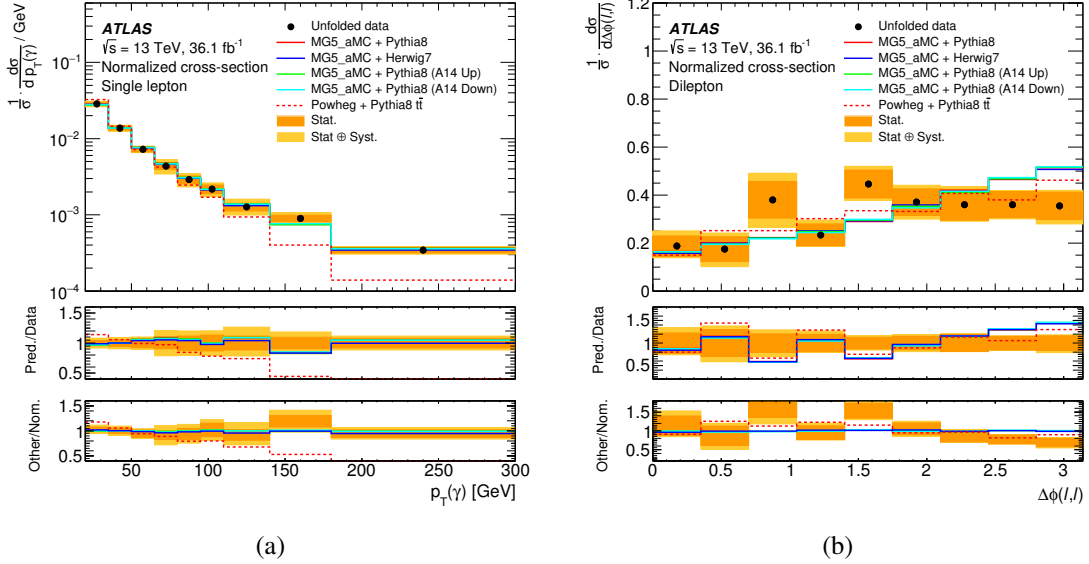 1/σ · dσ/d p_T(γ) / GeV
ATLAS
√s = 13 TeV, 36.1 fb⁻¹
Normalized cross-section
Single lepton
Unfolded data
MG5_aMC + Pythia8
MG5_aMC + Herwig7
MG5_aMC + Pythia8 (A14 Up)
MG5_aMC + Pythia8 (A14 Down)
Powheg + Pythia8 tt̄
Stat.
Stat ⊕ Syst.
10⁻¹
10⁻²
10⁻³
10⁻⁴
Pred./Data
1.5
1
0.5
Other/Nom.
1.5
1
0.5
50 100 150 200 250 300
p_T(γ) [GeV]
(a)
1/σ · dσ/dΔϕ(l,l)
ATLAS
√s = 13 TeV, 36.1 fb⁻¹
Normalized cross-section
Dilepton
Unfolded data
MG5_aMC + Pythia8
MG5_aMC + Herwig7
MG5_aMC + Pythia8 (A14 Up)
MG5_aMC + Pythia8 (A14 Down)
Powheg + Pythia8 tt̄
Stat.
Stat ⊕ Syst.
1.2
1
0.8
0.6
0.4
0.2
0
Pred./Data
1.5
1
0.5
Other/Nom.
1.5
1
0.5
0 0.5 1 1.5 2 2.5 3
Δϕ(l,l)
(b)